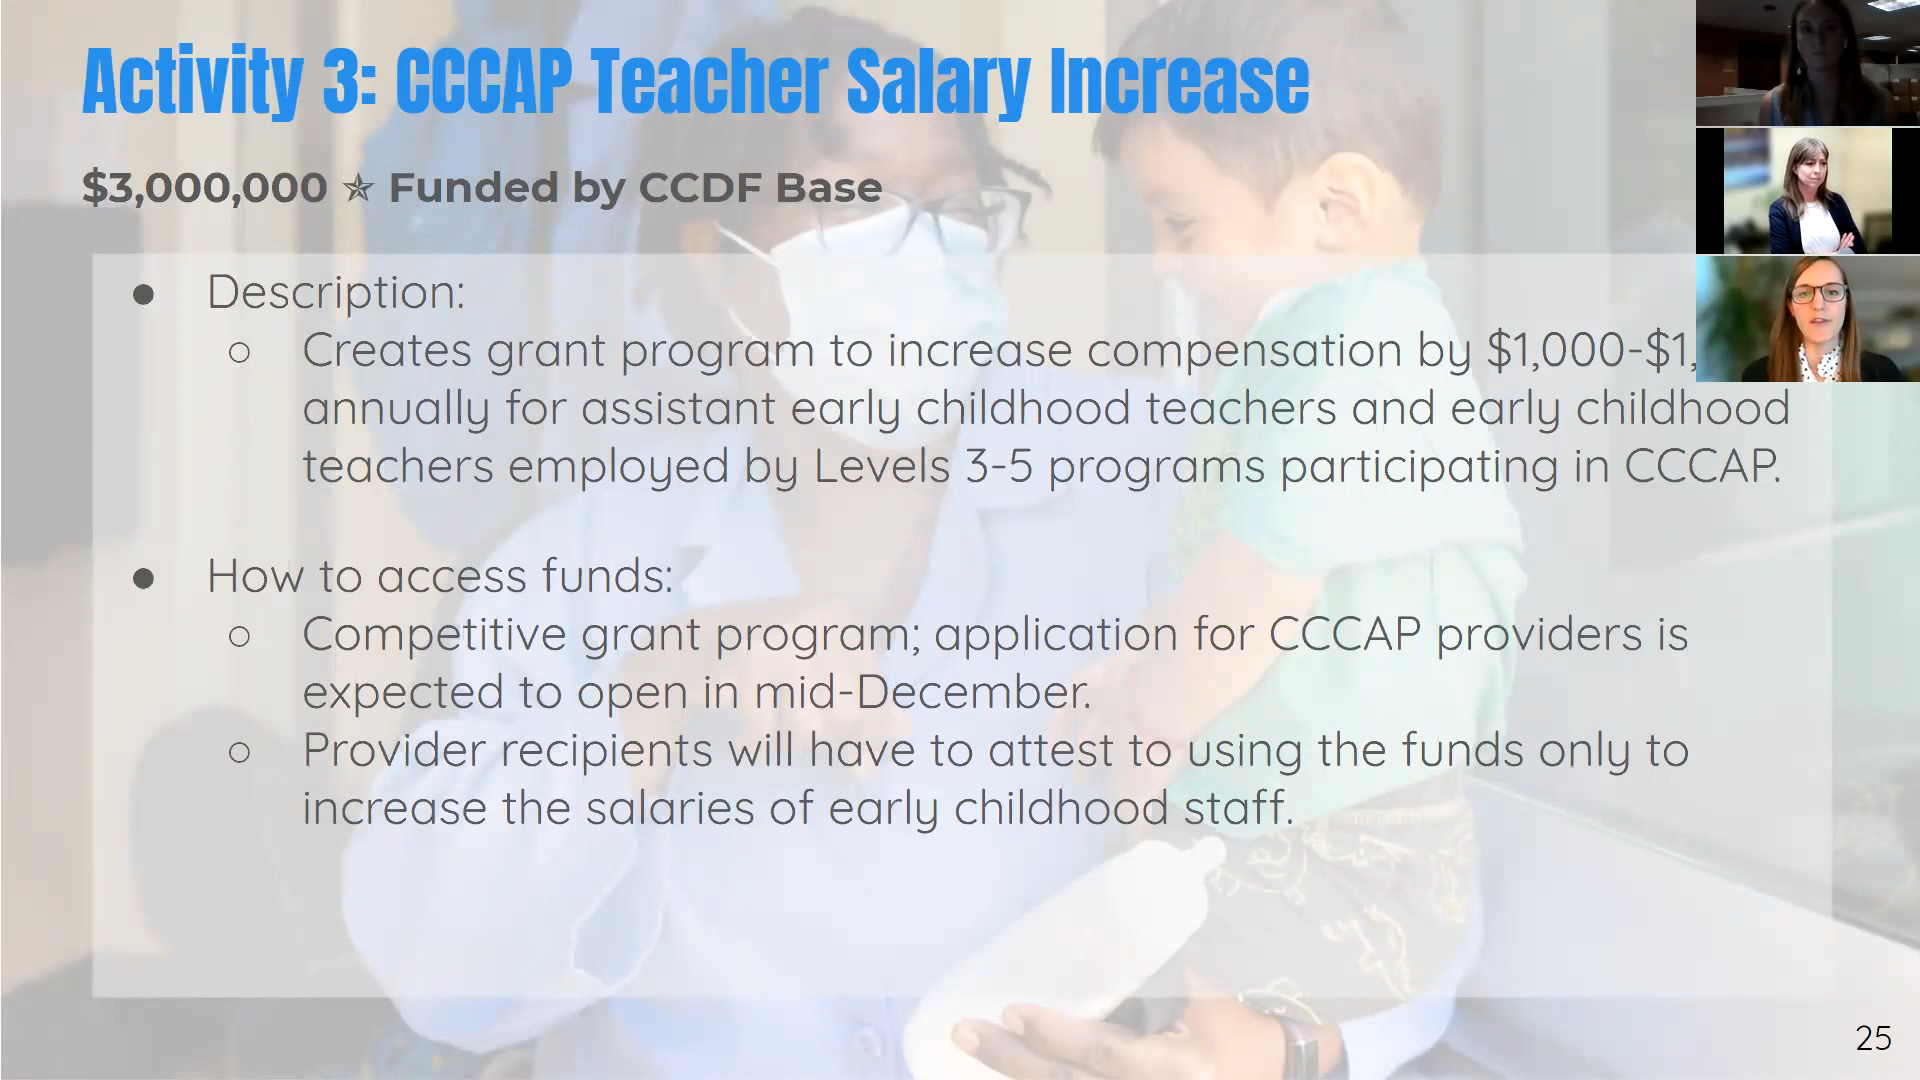 Activity 3: CCCAP Teacher Salary Increase
$3,000,000 ✯ Funded by CCDF Base
● Description:
○ Creates grant program to increase compensation by $1,000-$1,
annually for assistant early childhood teachers and early childhood
teachers employed by Levels 3-5 programs participating in CCCAP.
● How to access funds:
○ Competitive grant program; application for CCCAP providers is
expected to open in mid-December.
○ Provider recipients will have to attest to using the funds only to
increase the salaries of early childhood staff.
25